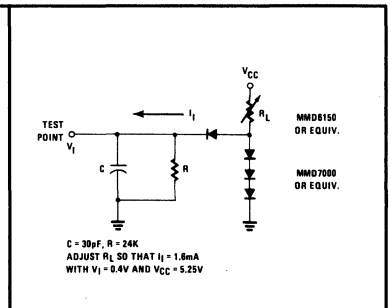 VCC
II
RL
MMD6150
OR EQUIV.
TEST
POINT
VI
C
R
MMD7000
OR EQUIV.
C = 30pF, R = 24K
ADJUST RL SO THAT II = 1.6mA
WITH VI = 0.4V AND VCC = 5.25V